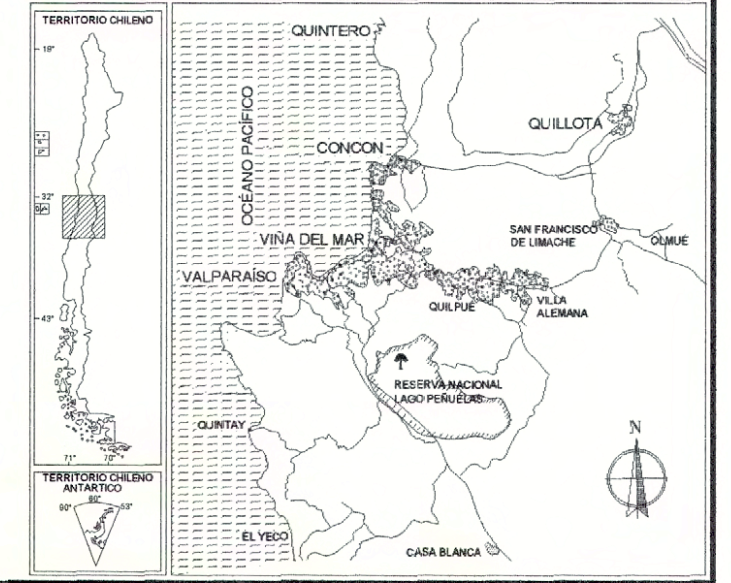 TERRITORIO CHILENO
18°
32°
43°
71°
70°
TERRITORIO CHILENO
ANTARTICO
90°
60°
53°
QUINTERO
OCÉANO PACÍFICO
QUILLOTA
CONCON
SAN FRANCISCO
DE LIMACHE
OLMUÉ
VIÑA DEL MAR
VALPARAÍSO
QUILPUE
VILLA
ALEMANA
RESERVA NACIONAL
LAGO PEÑUELAS
QUINTAY
N
EL YECO
CASA BLANCA